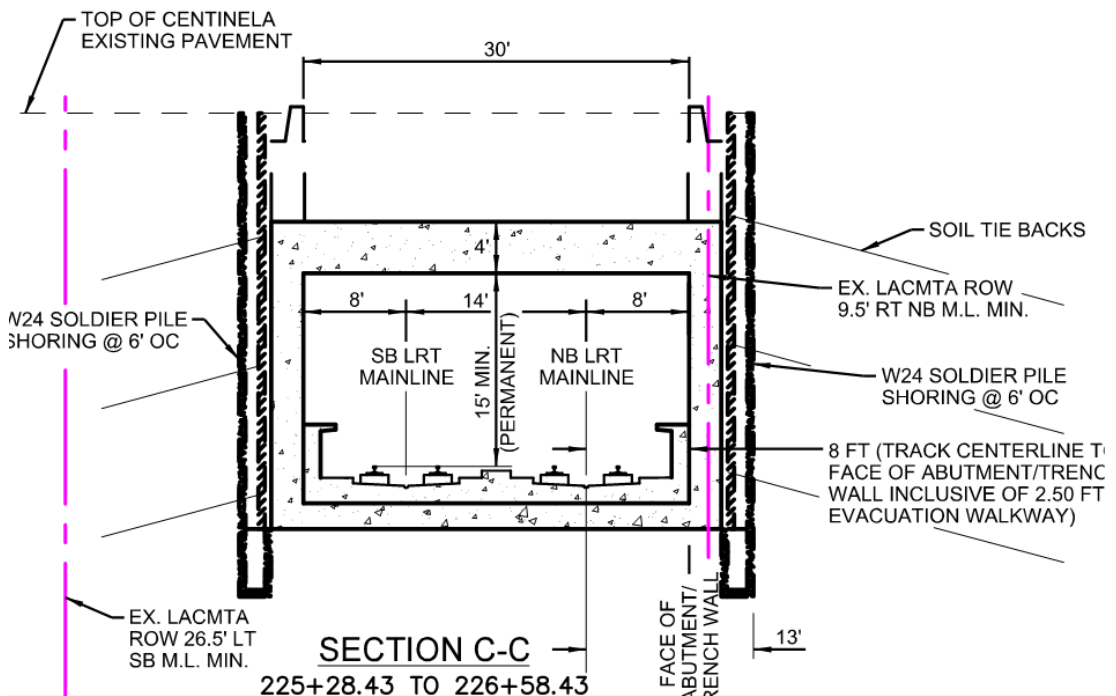 TOP OF CENTINELA
EXISTING PAVEMENT
30'
SOIL TIE BACKS
4'
EX. LACMTA ROW
9.5' RT NB M.L. MIN.
8'
14'
8'
SOLDIER PILE
SHORING @ 6' OC
SB LRT
MAINLINE
15' MIN.
(PERMANENT)
NB LRT
MAINLINE
W24 SOLDIER PILE
SHORING @ 6' OC
8 FT (TRACK CENTERLINE
FACE OF ABUTMENT/TRENC
WALL INCLUSIVE OF 2.50 FT
EVACUATION WALKWAY)
EX. LACMTA
ROW 26.5' LT
SB M.L. MIN.
FACE OF
ABUTMENT/
RENCH WALL
13'
SECTION C-C
225+28.43 TO 226+58.43